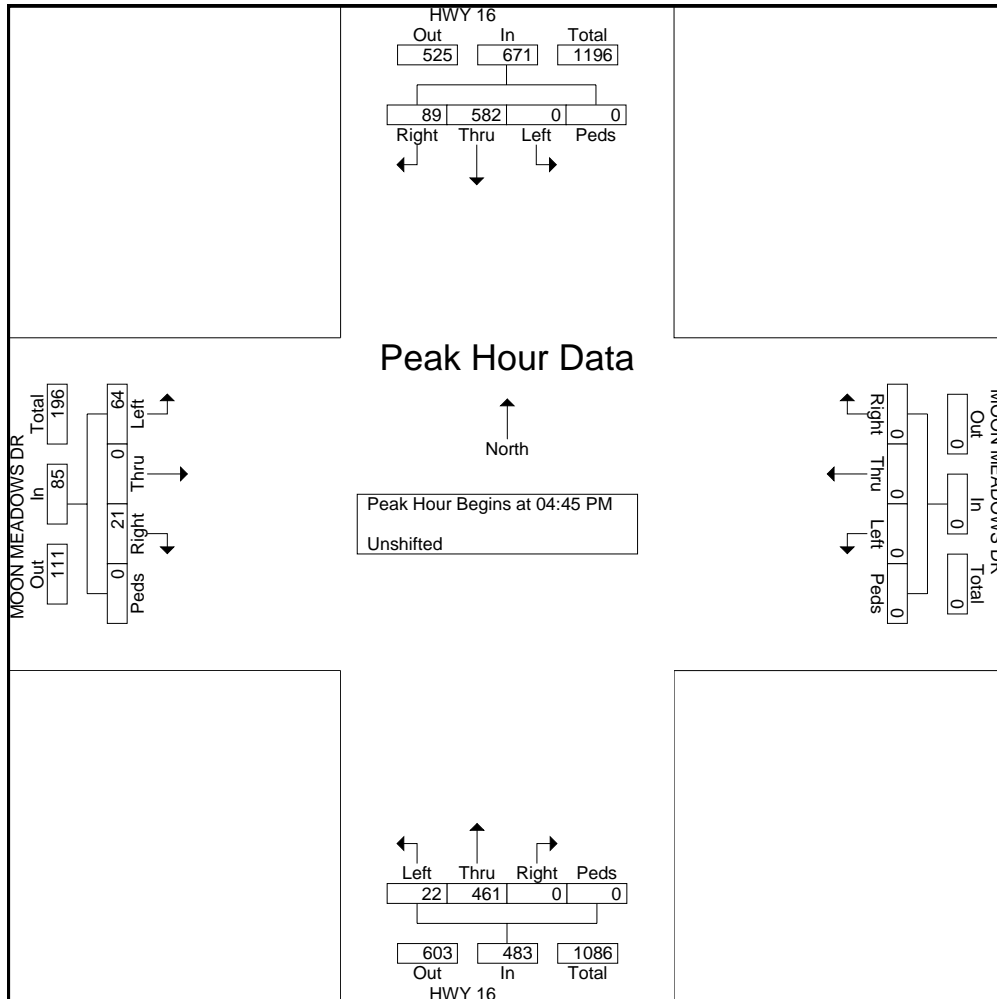 HWY 16
Out In Total
525 671 1196
89 582 0 0
Right Thru Left Peds
Peak Hour Data
North
Peak Hour Begins at 04:45 PM
Unshifted
MOON MEADOWS DR
Total In Out
196 85 111
64 0 21 0
Left Thru Right Peds
Right Thru Left Peds
0 0 0 0
Out In Total
0 0 0
MOON MEADOWS DR
Left Thru Right Peds
22 461 0 0
603 483 1086
Out In Total
HWY 16